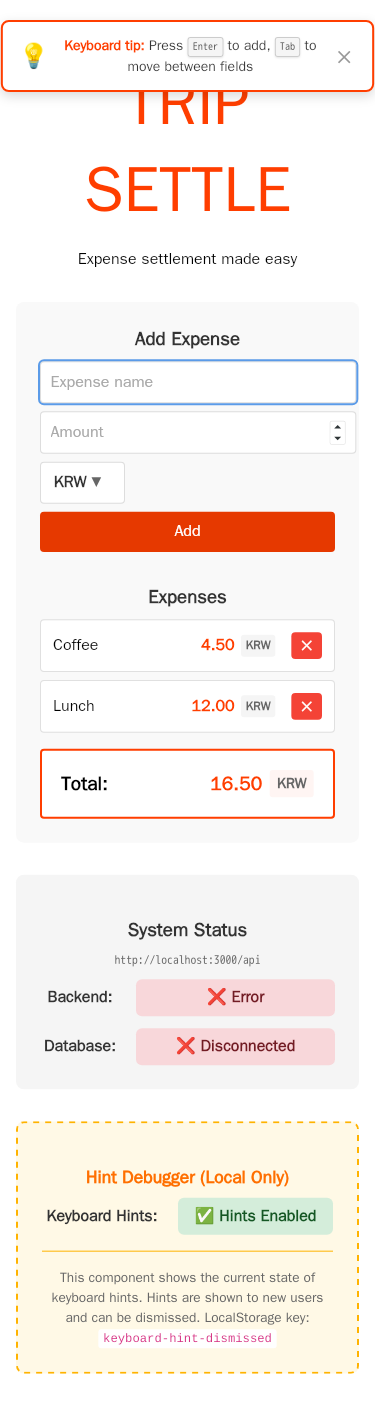 💡 Keyboard tip: Press Enter to add, Tab to
move between fields
TRIP
SETTLE
Expense settlement made easy
Add Expense
Expense name
Amount
KRW ▼
Add
Expenses
Coffee 4.50 KRW ×
Lunch 12.00 KRW ×
Total: 16.50 KRW
System Status
http://localhost:3000/api
Backend: ❌ Error
Database: ❌ Disconnected
Hint Debugger (Local Only)
Keyboard Hints: ✅ Hints Enabled
This component shows the current state of
keyboard hints. Hints are shown to new users
and can be dismissed. LocalStorage key:
keyboard-hint-dismissed